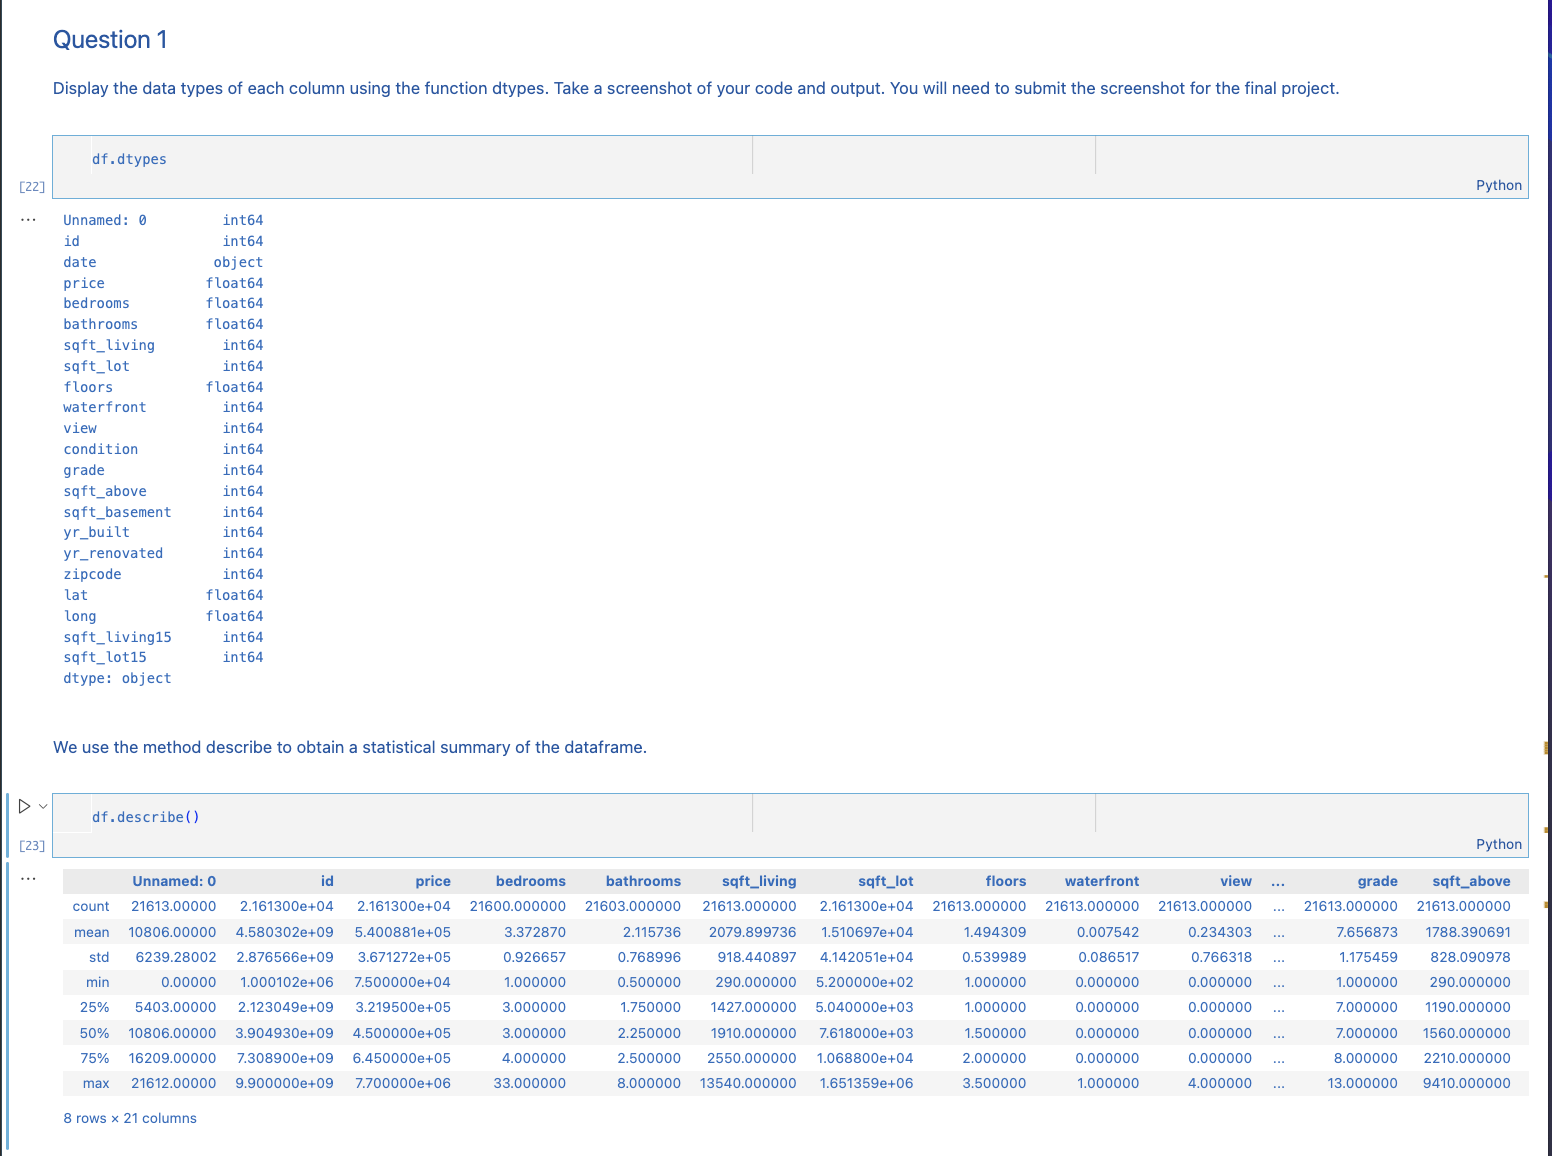 Question 1
Display the data types of each column using the function dtypes. Take a screenshot of your code and output. You will need to submit the screenshot for the final project.
df.dtypes
[22]
Python
...
Unnamed: 0 int64
id int64
date object
price float64
bedrooms float64
bathrooms float64
sqft_living int64
sqft_lot int64
floors float64
waterfront int64
view int64
condition int64
grade int64
sqft_above int64
sqft_basement int64
yr_built int64
yr_renovated int64
zipcode int64
lat float64
long float64
sqft_living15 int64
sqft_lot15 int64
dtype: object
We use the method describe to obtain a statistical summary of the dataframe.
df.describe()
[23]
Python
...
Unnamed: 0 id price bedrooms bathrooms sqft_living sqft_lot floors waterfront view ... grade sqft_above
count 21613.00000 2.161300e+04 2.161300e+04 21600.000000 21603.000000 21613.000000 2.161300e+04 21613.000000 21613.000000 21613.000000 ... 21613.000000 21613.000000
mean 10806.00000 4.580302e+09 5.400881e+05 3.372870 2.115736 2079.899736 1.510697e+04 1.494309 0.007542 0.234303 ... 7.656873 1788.390691
std 6239.28002 2.876566e+09 3.671272e+05 0.926657 0.768996 918.440897 4.142051e+04 0.539989 0.086517 0.766318 ... 1.175459 828.090978
min 0.00000 1.000102e+06 7.500000e+04 1.000000 0.500000 290.000000 5.200000e+02 1.000000 0.000000 0.000000 ... 1.000000 290.000000
25% 5403.00000 2.123049e+09 3.219500e+05 3.000000 1.750000 1427.000000 5.040000e+03 1.000000 0.000000 0.000000 ... 7.000000 1190.000000
50% 10806.00000 3.904930e+09 4.500000e+05 3.000000 2.250000 1910.000000 7.618000e+03 1.500000 0.000000 0.000000 ... 7.000000 1560.000000
75% 16209.00000 7.308900e+09 6.450000e+05 4.000000 2.500000 2550.000000 1.068800e+04 2.000000 0.000000 0.000000 ... 8.000000 2210.000000
max 21612.00000 9.900000e+09 7.700000e+06 33.000000 8.000000 13540.000000 1.651359e+06 3.500000 1.000000 4.000000 ... 13.000000 9410.000000
8 rows × 21 columns